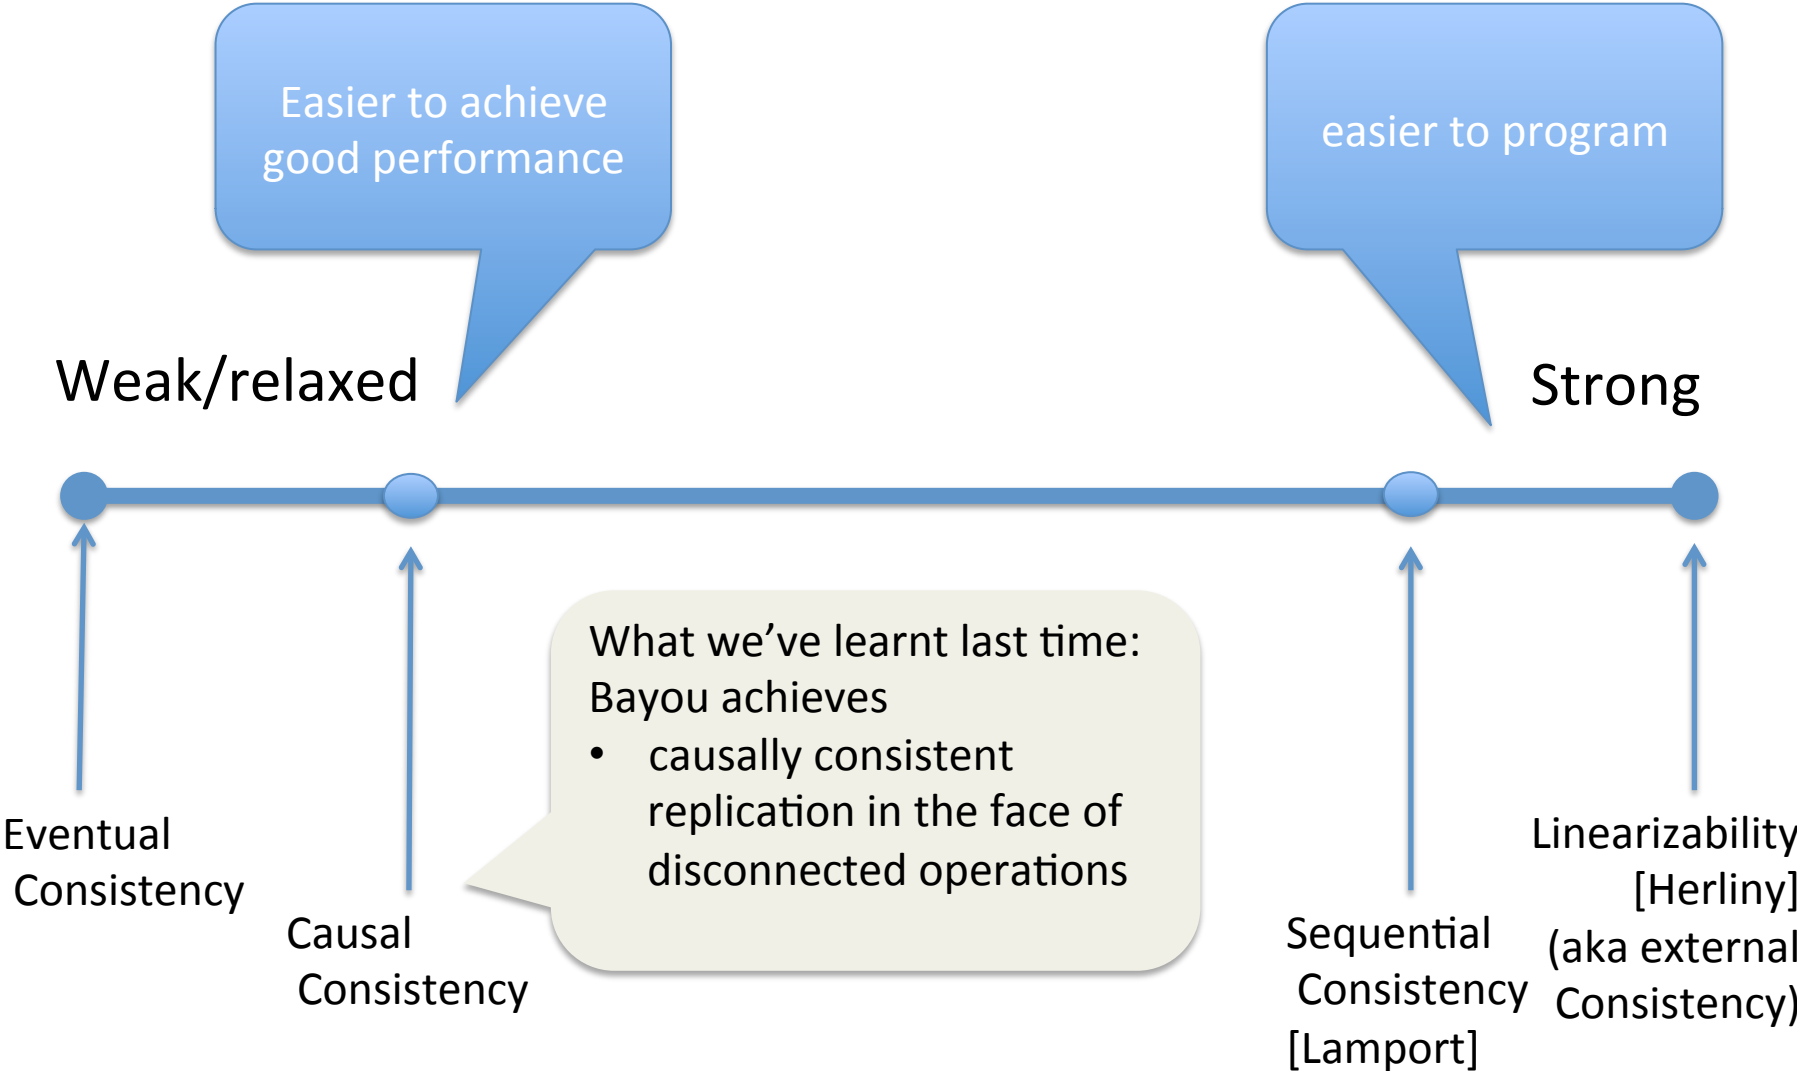 Easier to achieve
good performance
easier to program
Weak/relaxed
Strong
What we’ve learnt last time:
Bayou achieves
• causally consistent
replication in the face of
disconnected operations
Eventual
Consistency
Causal
Consistency
Sequential
Consistency
[Lamport]
Linearizability
[Herliny]
(aka external
Consistency)